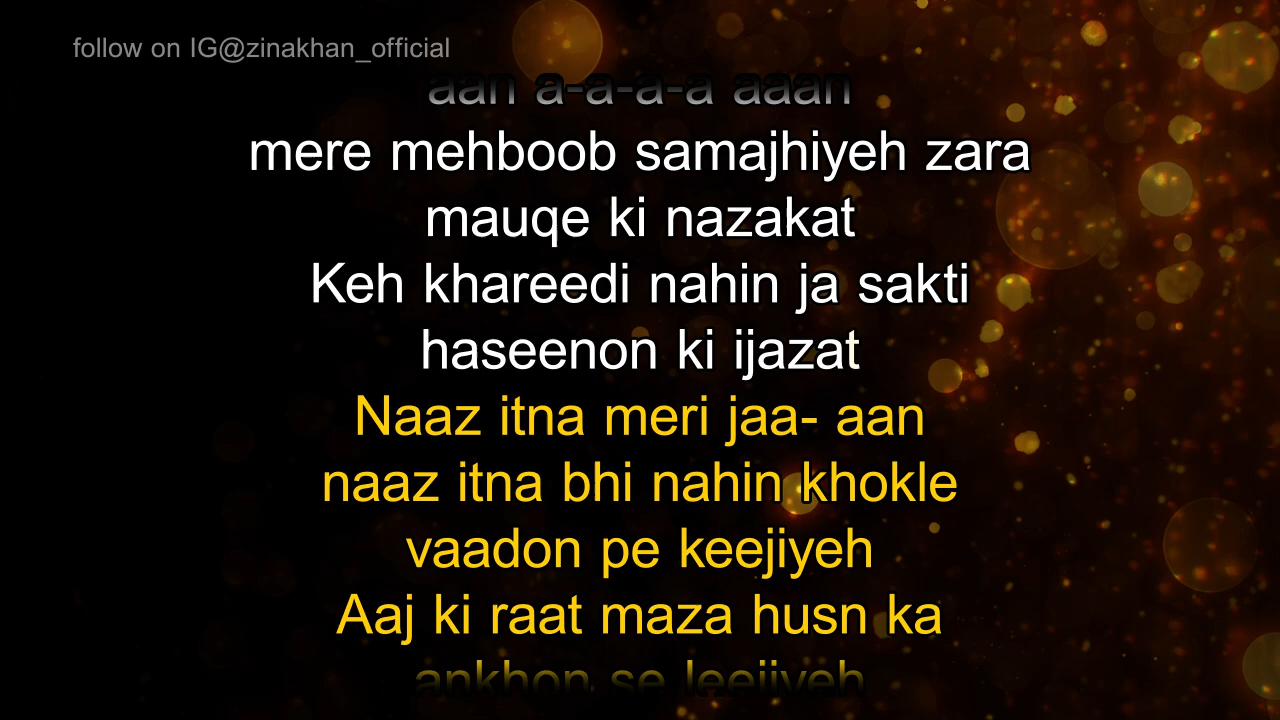 follow on IG@zinakhan_official
aan a-a-a-a aaan
mere mehboob samajhiyeh zara
mauqe ki nazakat
Keh khareedi nahin ja sakti
haseenon ki ijazat
Naaz itna meri jaa- aan
naaz itna bhi nahin khokle
vaadon pe keejiyeh
Aaj ki raat maza husn ka
ankhon se leejiyeh